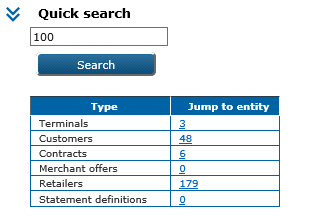 Quick search
100
Search
Type Jump to entity
Terminals 3
Customers 48
Contracts 6
Merchant offers 0
Retailers 179
Statement definitions 0